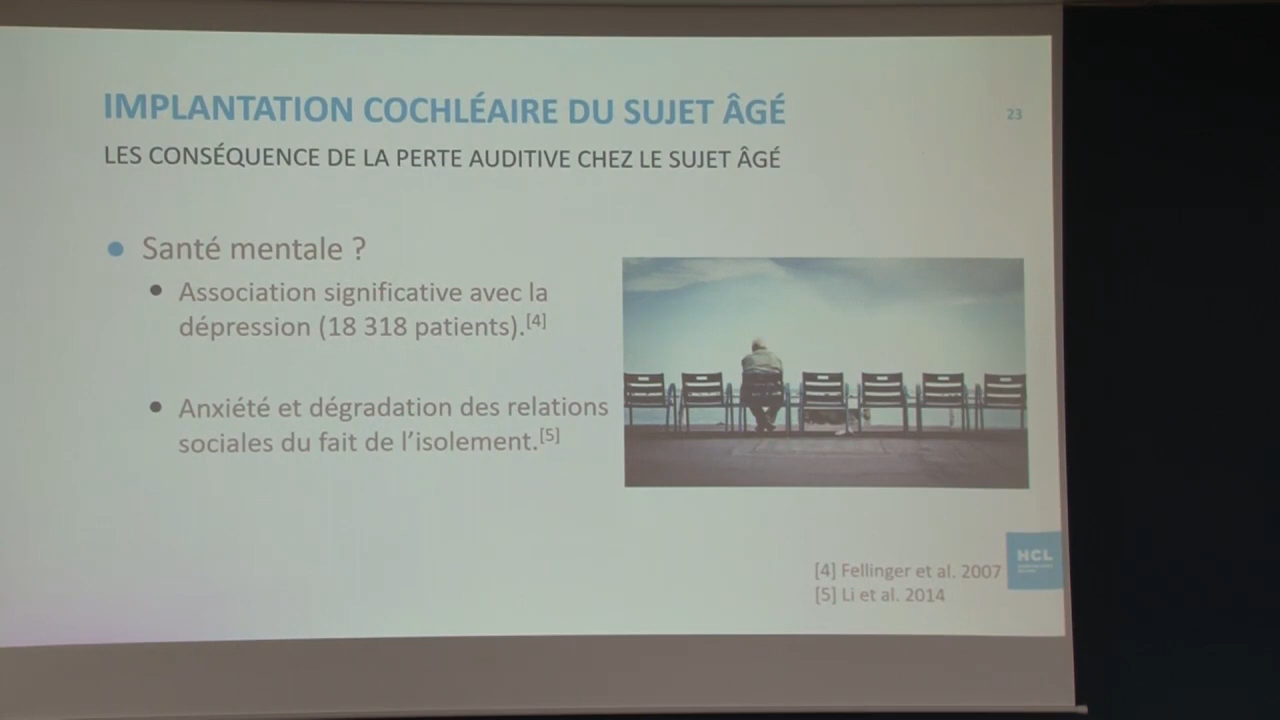 IMPLANTATION COCHLÉAIRE DU SUJET ÂGÉ
23
LES CONSÉQUENCE DE LA PERTE AUDITIVE CHEZ LE SUJET ÂGÉ
Santé mentale ?
Association significative avec la
dépression (18 318 patients).[4]
Anxiété et dégradation des relations
sociales du fait de l'isolement.[5]
HCL
[4] Fellinger et al. 2007
[5] Li et al. 2014